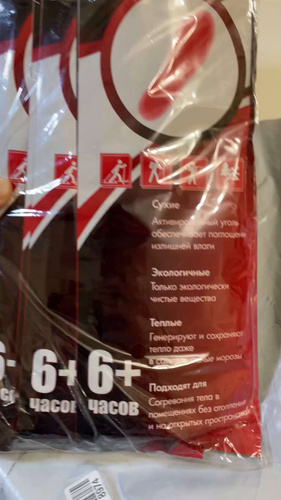 Сухие
Активированный уголь
обеспечивает поглощение
излишней влаги
Экологичные
Только экологически
чистые вещества
Теплые
Генерируют и сохраняют
тепло даже
в морозы
Подходят для
Согревания тела в
помещениях без отопления
и на открытых пространствах
6+
часов
6+
часов